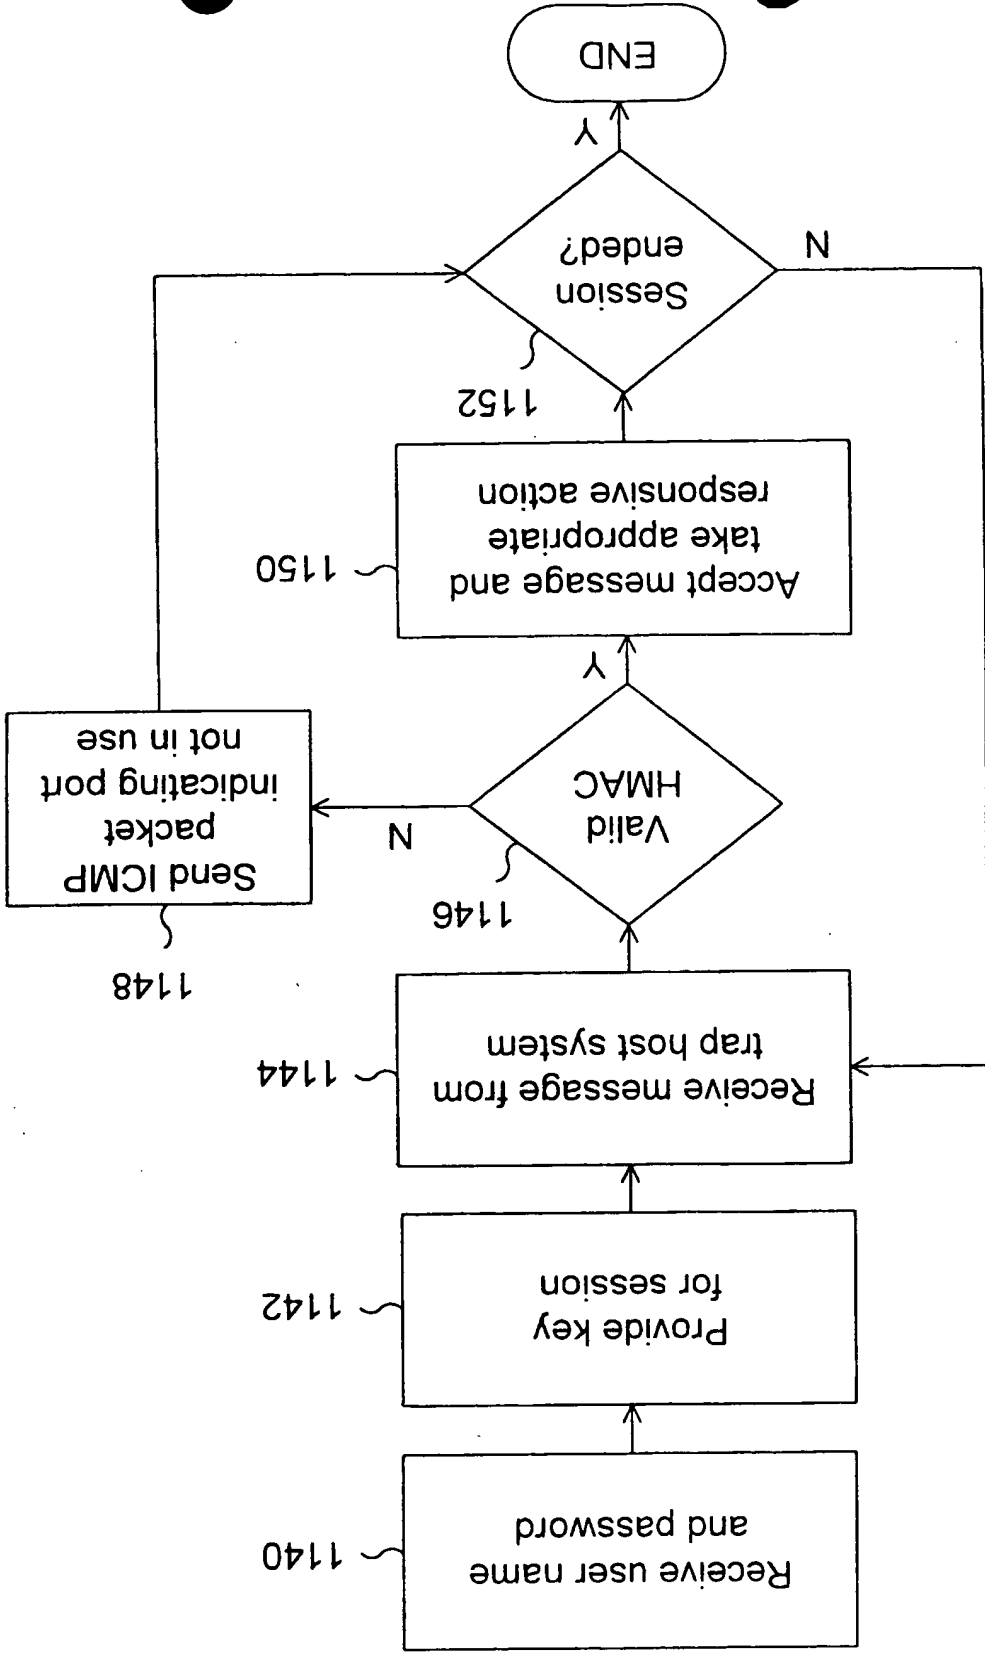 Receive user name
and password
1140
Provide key
for session
1142
Receive message from
trap host system
1144
Valid
HMAC
1146
N
Y
1148
Send ICMP
packet
indicating port
not in use
Accept message and
take appropriate
responsive action
1150
1152
Session
ended?
N
Y
END